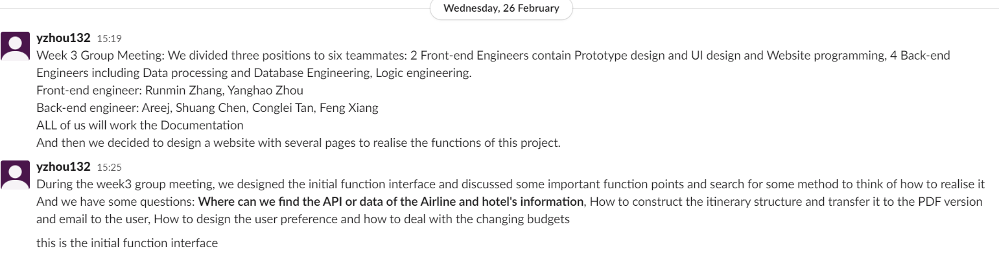 Wednesday, 26 February
yzhou132 15:19
Week 3 Group Meeting: We divided three positions to six teammates: 2 Front-end Engineers contain Prototype design and UI design and Website programming, 4 Back-end
Engineers including Data processing and Database Engineering, Logic engineering.
Front-end engineer: Runmin Zhang, Yanghao Zhou
Back-end engineer: Areej, Shuang Chen, Conglei Tan, Feng Xiang
ALL of us will work the Documentation
And then we decided to design a website with several pages to realise the functions of this project.
yzhou132 15:25
During the week3 group meeting, we designed the initial function interface and discussed some important function points and search for some method to think of how to realise it
And we have some questions: Where can we find the API or data of the Airline and hotel's information, How to construct the itinerary structure and transfer it to the PDF version
and email to the user, How to design the user preference and how to deal with the changing budgets
this is the initial function interface